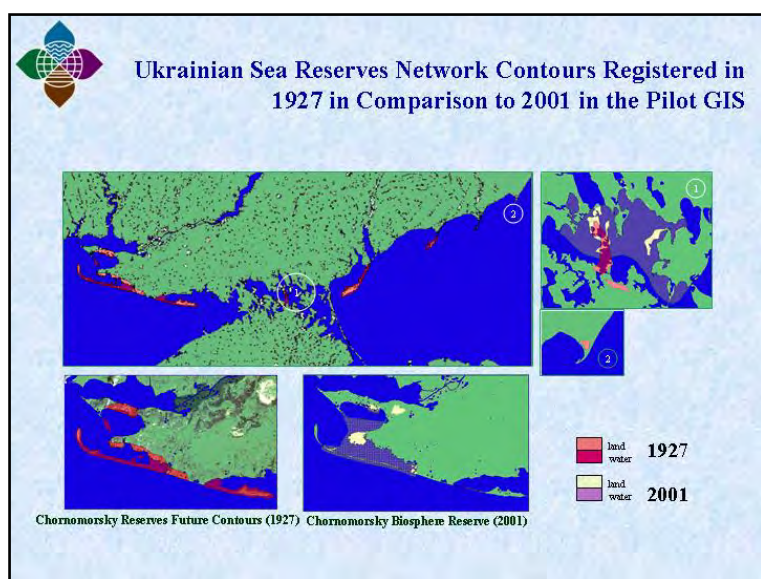 Ukrainian Sea Reserves Network Contours Registered in
1927 in Comparison to 2001 in the Pilot GIS
2
1
1
2
land
water
1927
land
water
2001
Chornomorsky Reserves Future Contours (1927)
Chornomorsky Biosphere Reserve (2001)